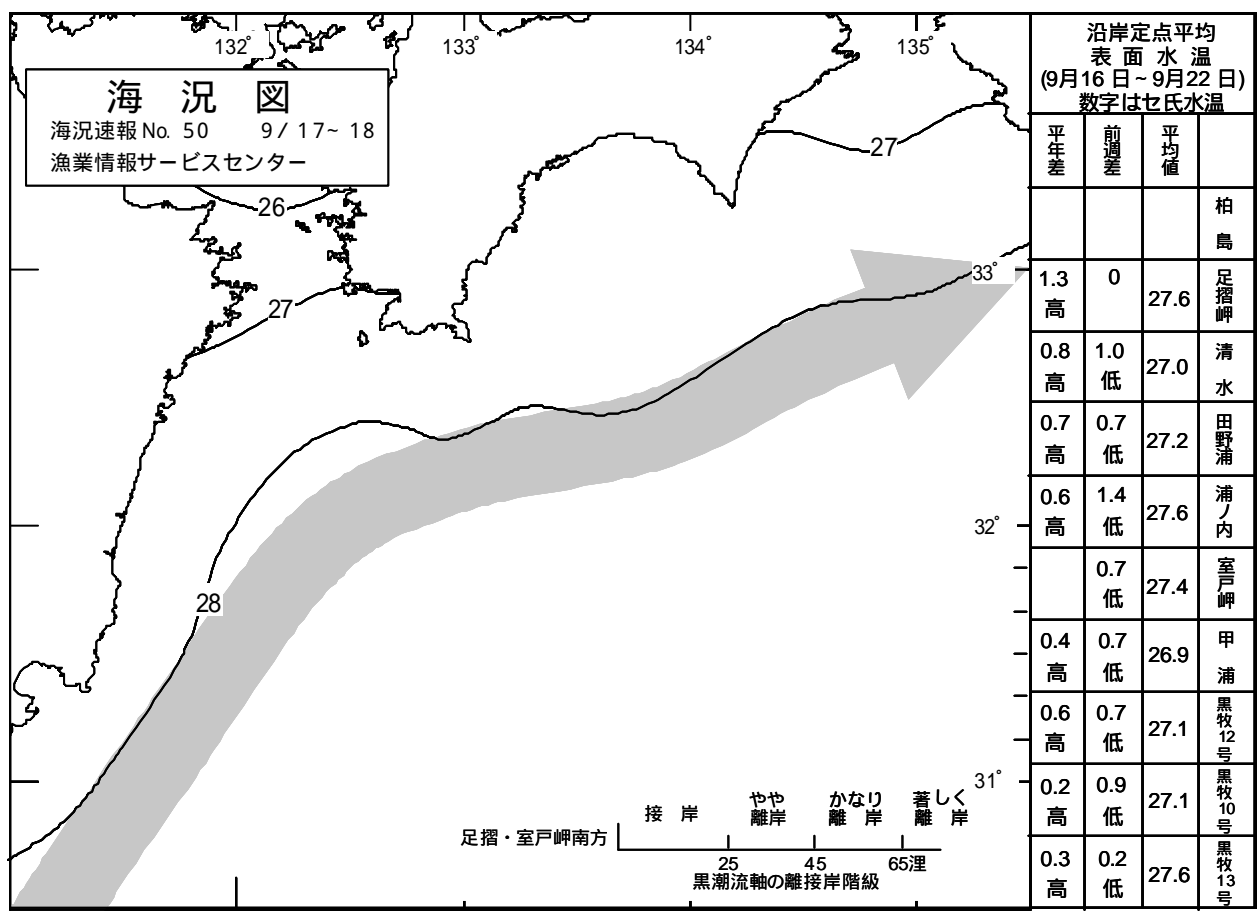 132°
133°
134°
135°
海 況 図
海況速報 No. 50 9/ 17~ 18
漁業情報サービスセンター
26
27
27
28
33°
32°
31°
足摺・室戸岬南方
接 岸
やや
離岸
かなり
離 岸
著しく
離 岸
25 45 65浬
黒潮流軸の離接岸階級
沿岸定点平均
表 面 水 温
(9月16 日~9月22 日)
数字はセ氏水温
平年差 前週差 平均値
柏島
1.3高 0 27.6 足摺岬
0.8高 1.0低 27.0 清水
0.7高 0.7低 27.2 田野浦
0.6高 1.4低 27.6 浦ノ内
0.7低 27.4 室戸岬
0.4高 0.7低 26.9 甲浦
0.6高 0.7低 27.1 黒牧12号
0.2高 0.9低 27.1 黒牧10号
0.3高 0.2低 27.6 黒牧13号